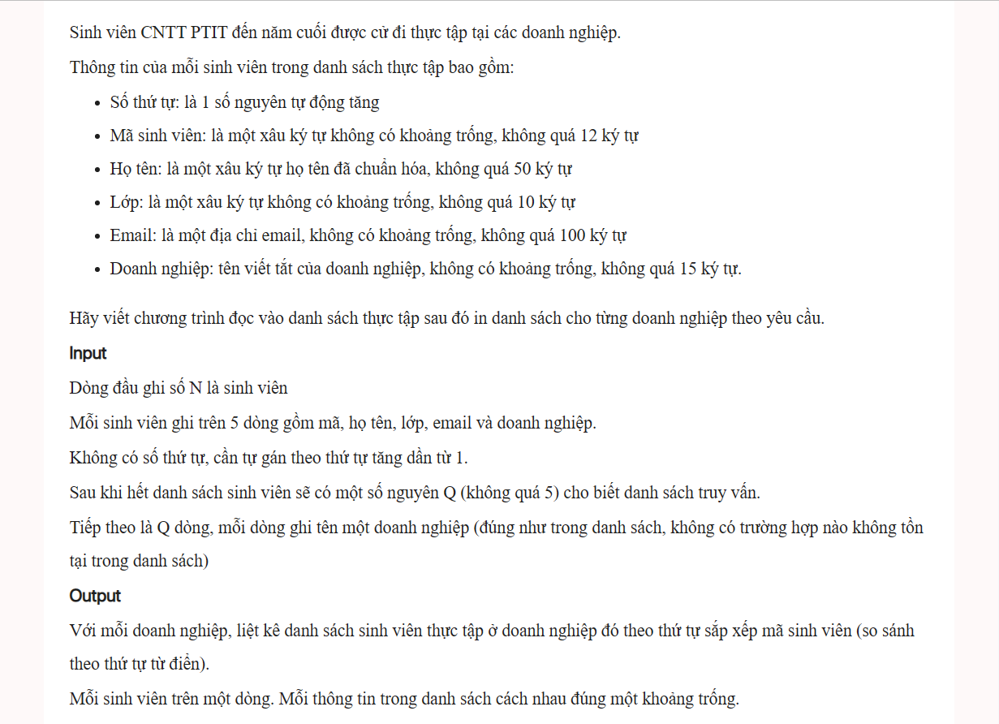 Sinh viên CNTT PTIT đến năm cuối được cử đi thực tập tại các doanh nghiệp.
Thông tin của mỗi sinh viên trong danh sách thực tập bao gồm:
• Số thứ tự: là 1 số nguyên tự động tăng
• Mã sinh viên: là một xâu ký tự không có khoảng trống, không quá 12 ký tự
• Họ tên: là một xâu ký tự họ tên đã chuẩn hóa, không quá 50 ký tự
• Lớp: là một xâu ký tự không có khoảng trống, không quá 10 ký tự
• Email: là một địa chỉ email, không có khoảng trống, không quá 100 ký tự
• Doanh nghiệp: tên viết tắt của doanh nghiệp, không có khoảng trống, không quá 15 ký tự.
Hãy viết chương trình đọc vào danh sách thực tập sau đó in danh sách cho từng doanh nghiệp theo yêu cầu.
Input
Dòng đầu ghi số N là sinh viên
Mỗi sinh viên ghi trên 5 dòng gồm mã, họ tên, lớp, email và doanh nghiệp.
Không có số thứ tự, cần tự gán theo thứ tự tăng dần từ 1.
Sau khi hết danh sách sinh viên sẽ có một số nguyên Q (không quá 5) cho biết danh sách truy vấn.
Tiếp theo là Q dòng, mỗi dòng ghi tên một doanh nghiệp (đúng như trong danh sách, không có trường hợp nào không tồn
tại trong danh sách)
Output
Với mỗi doanh nghiệp, liệt kê danh sách sinh viên thực tập ở doanh nghiệp đó theo thứ tự sắp xếp mã sinh viên (so sánh
theo thứ tự từ điển).
Mỗi sinh viên trên một dòng. Mỗi thông tin trong danh sách cách nhau đúng một khoảng trống.